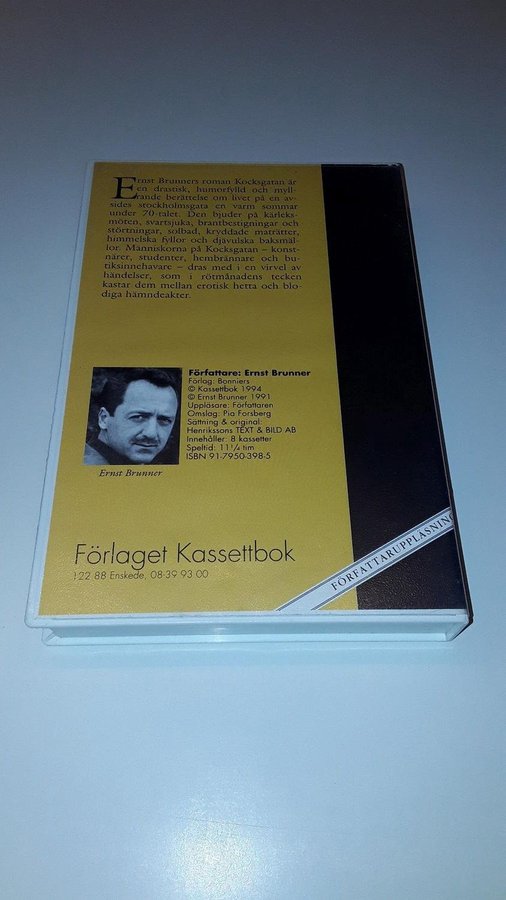 Ernst Brunners roman Kocksgatan är
en drastisk, humorfylld och myll-
rande berättelse om livet på en av-
sides stockholmsgata en varm sommar
under 70-talet. Den bjuder på kärleks-
möten, svartsjuka, brantbestigningar och
störtningar, solbad, kryddade maträtter,
himmelska fyllor och djävulska baksmäl-
lor. Människorna på Kocksgatan – konst-
närer, studenter, hembrännare och bu-
tiksinnehavare – dras med i en virvel av
händelser, som i rötmånadens tecken
kastar dem mellan erotisk hetta och blo-
diga hämndeakter.
Författare: Ernst Brunner
Förlag: Bonniers
© Kassettbok 1994
© Ernst Brunner 1991
Uppläsare: Författaren
Omslag: Pia Forsberg
Sättning & original:
Henrikssons TEXT & BILD AB
Innehåller: 8 kassetter
Speltid: 11¼ tim
ISBN 91-7950-398-5
Ernst Brunner
Förlaget Kassettbok
122 88 Enskede, 08-39 93 00
FÖRFATTARUPPLÄSNING